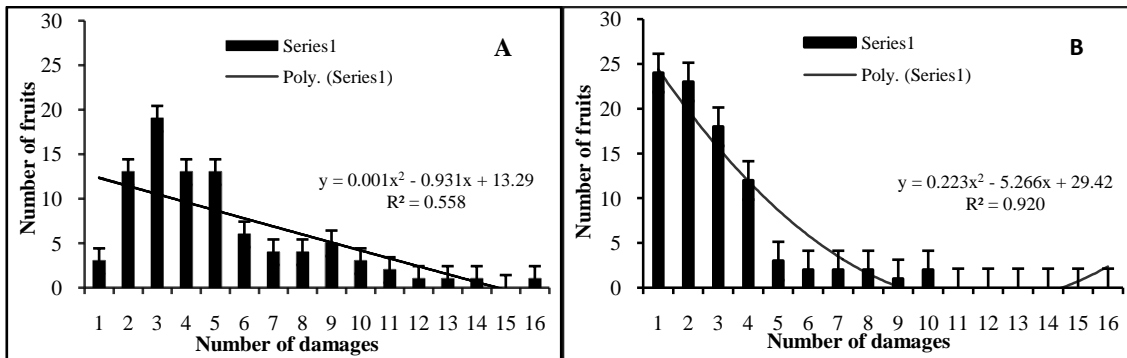 30
25
20
15
10
5
0
Number of fruits
Series1
Poly. (Series1)
A
y = 0.001x² - 0.931x + 13.29
R² = 0.558
1 2 3 4 5 6 7 8 9 10 11 12 13 14 15 16
Number of damages
30
25
20
15
10
5
0
Number of fruits
Series1
Poly. (Series1)
B
y = 0.223x² - 5.266x + 29.42
R² = 0.920
1 2 3 4 5 6 7 8 9 10 11 12 13 14 15 16
Number of damages